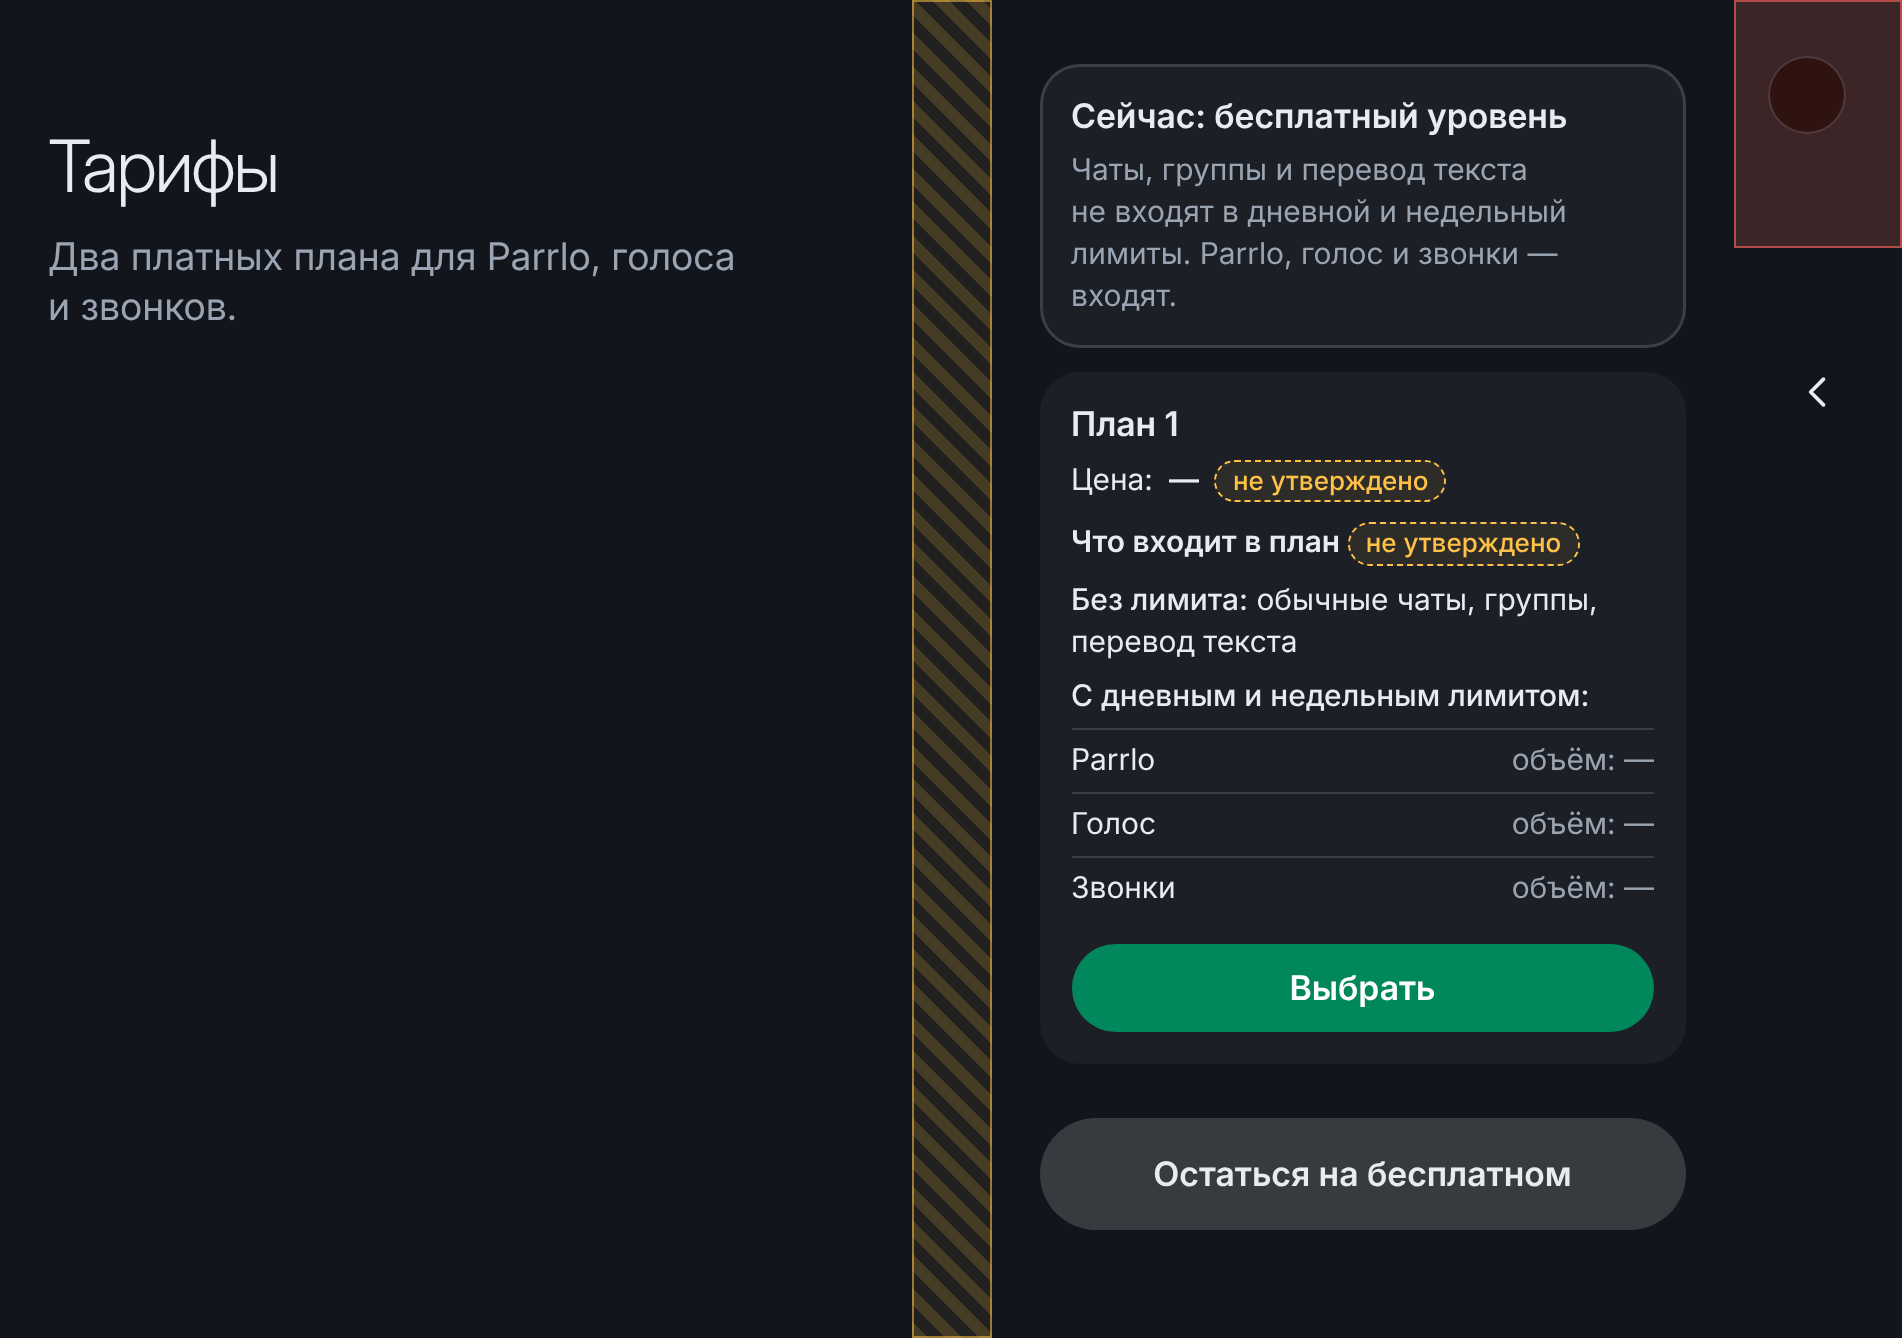 Тарифы
Два платных плана для Parrlo, голоса
и звонков.
Сейчас: бесплатный уровень
Чаты, группы и перевод текста
не входят в дневной и недельный
лимиты. Parrlo, голос и звонки —
входят.
План 1
Цена: — не утверждено
Что входит в план не утверждено
Без лимита: обычные чаты, группы,
перевод текста
С дневным и недельным лимитом:
Parrlo объём: —
Голос объём: —
Звонки объём: —
Выбрать
Остаться на бесплатном